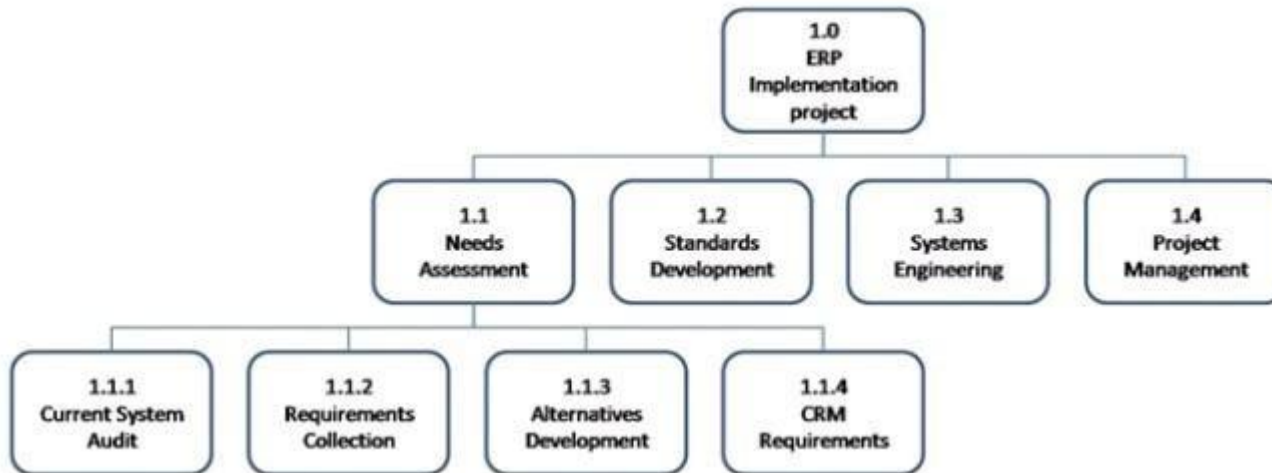 1.0
ERP
Implementation
project
1.1
Needs
Assessment
1.2
Standards
Development
1.3
Systems
Engineering
1.4
Project
Management
1.1.1
Current System
Audit
1.1.2
Requirements
Collection
1.1.3
Alternatives
Development
1.1.4
CRM
Requirements